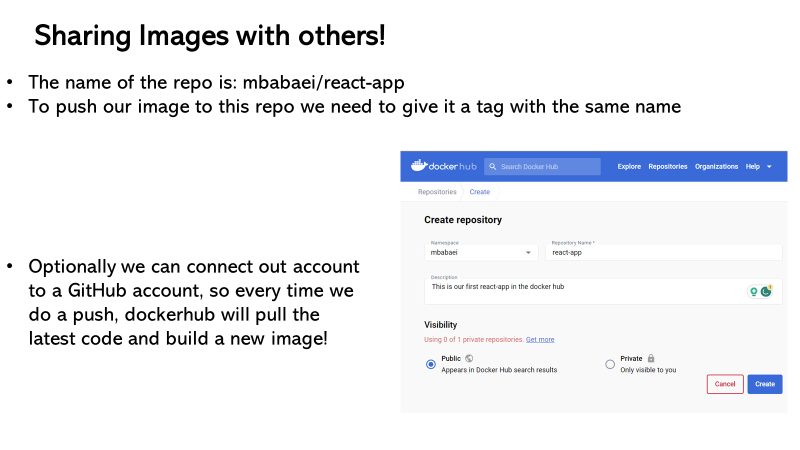 Sharing Images with others!
• The name of the repo is: mbabaei/react-app
• To push our image to this repo we need to give it a tag with the same name
• Optionally we can connect out account
to a GitHub account, so every time we
do a push, dockerhub will pull the
latest code and build a new image!
docker hub Search Docker Hub Explore Repositories Organizations Help
Repositories Create
Create repository
Namespace Repository Name *
mbabaei react-app
Description
This is our first react-app in the docker hub
Visibility
Using 0 of 1 private repositories. Get more
Public Private
Appears in Docker Hub search results Only visible to you
Cancel Create